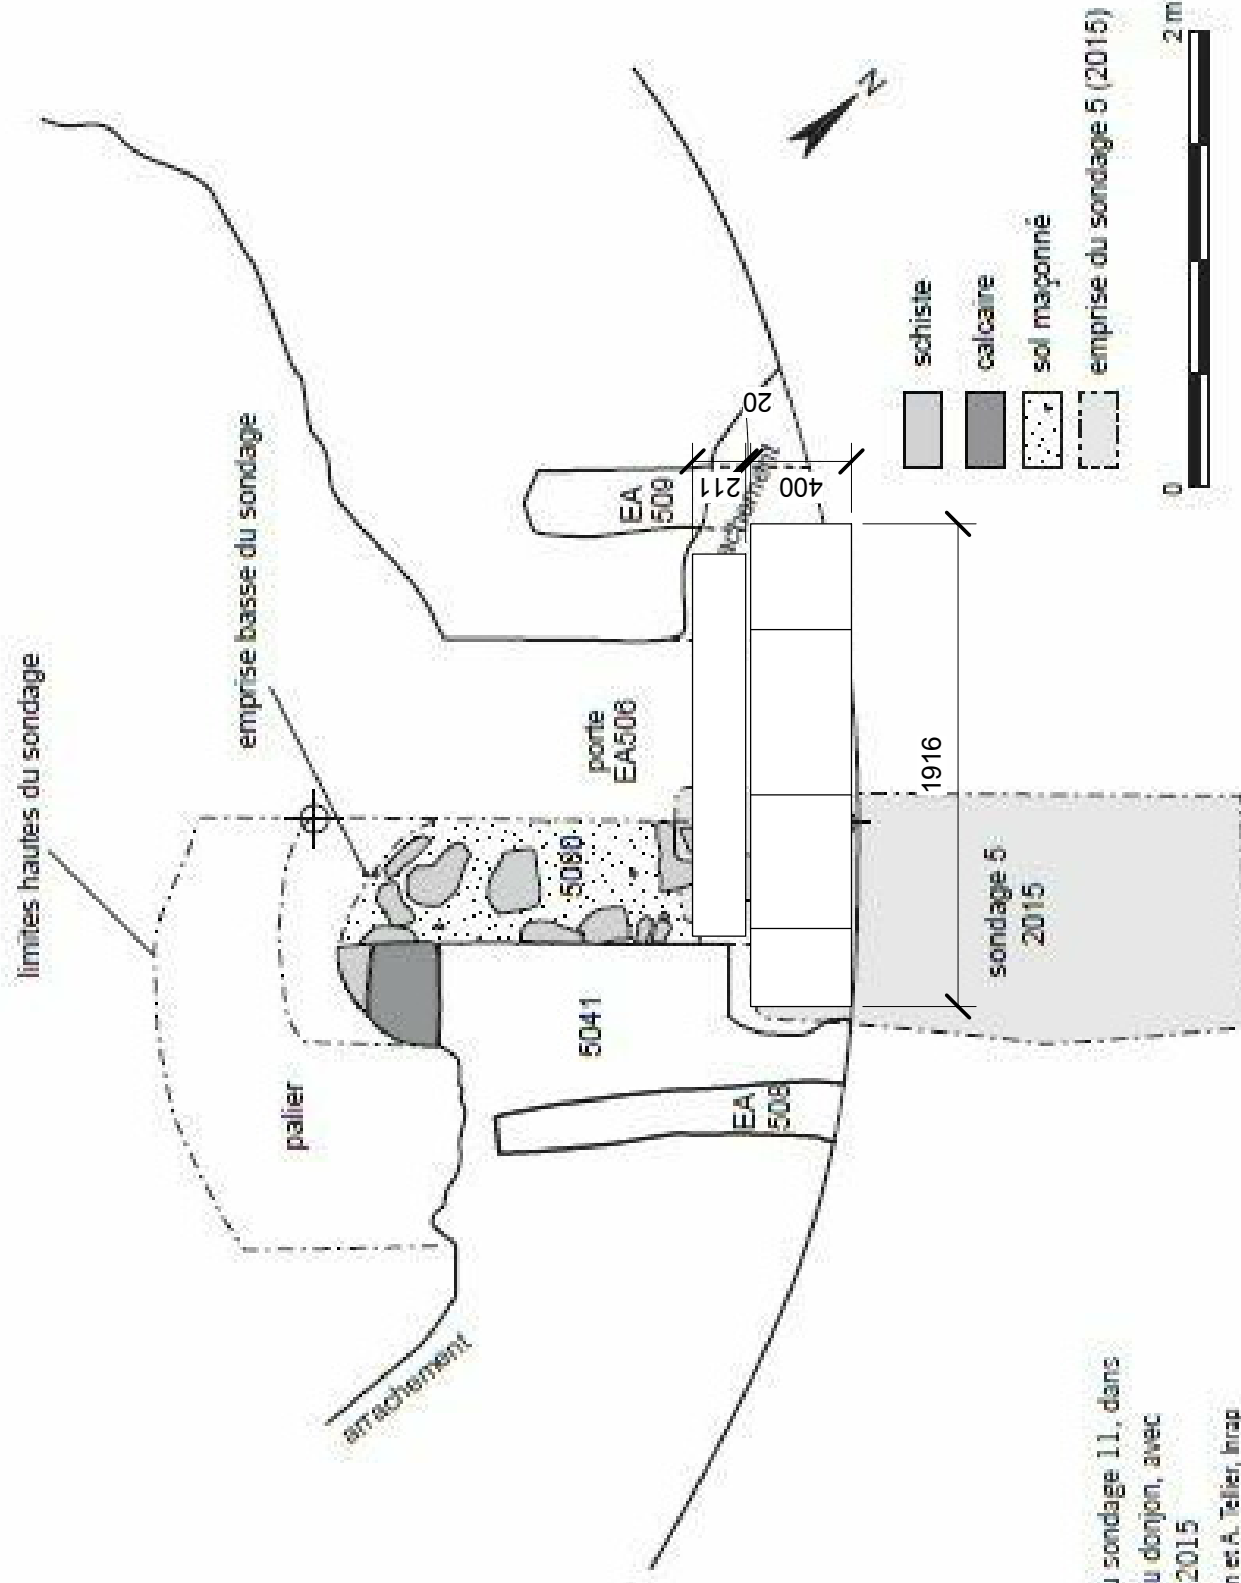 limites hautes du sondage
emprise basse du sondage
palier
arrachement
porte
EA506
5080
5041
EA
509
EA
508
20
211
400
1916
sondage 5
2015
N
schiste
calcaire
sol maçonné
emprise du sondage 5 (2015)
0
2 m
sondage 11, dans
u donjon, avec
2015
n et A. Tellier, Inrap